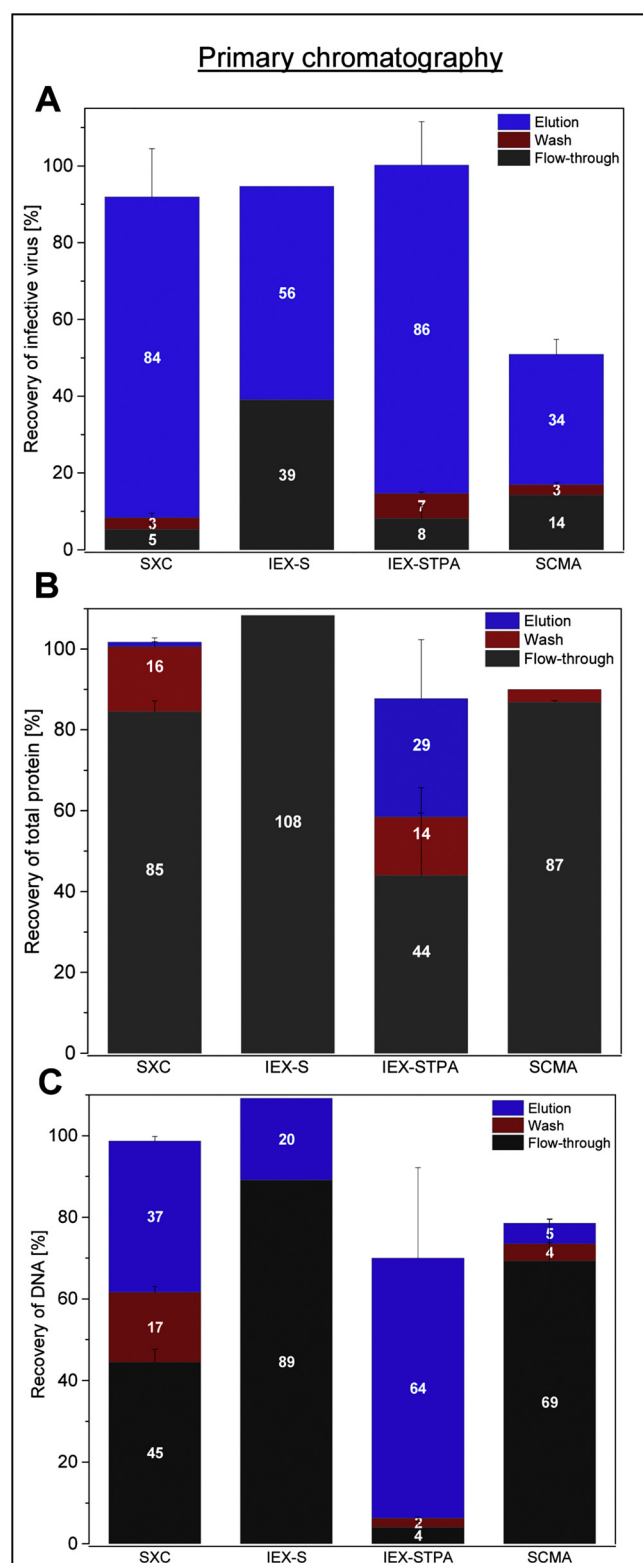 Primary chromatography
A
Recovery of infective virus [%]
100
80
60
40
20
0
Elution
Wash
Flow-through
84
3
5
56
39
86
7
8
34
3
14
SXC IEX-S IEX-STPA SCMA
B
Recovery of total protein [%]
100
80
60
40
20
0
Elution
Wash
Flow-through
16
85
108
29
14
44
87
SXC IEX-S IEX-STPA SCMA
C
Recovery of DNA [%]
100
80
60
40
20
0
Elution
Wash
Flow-through
37
17
45
20
89
64
2
4
5
4
69
SXC IEX-S IEX-STPA SCMA